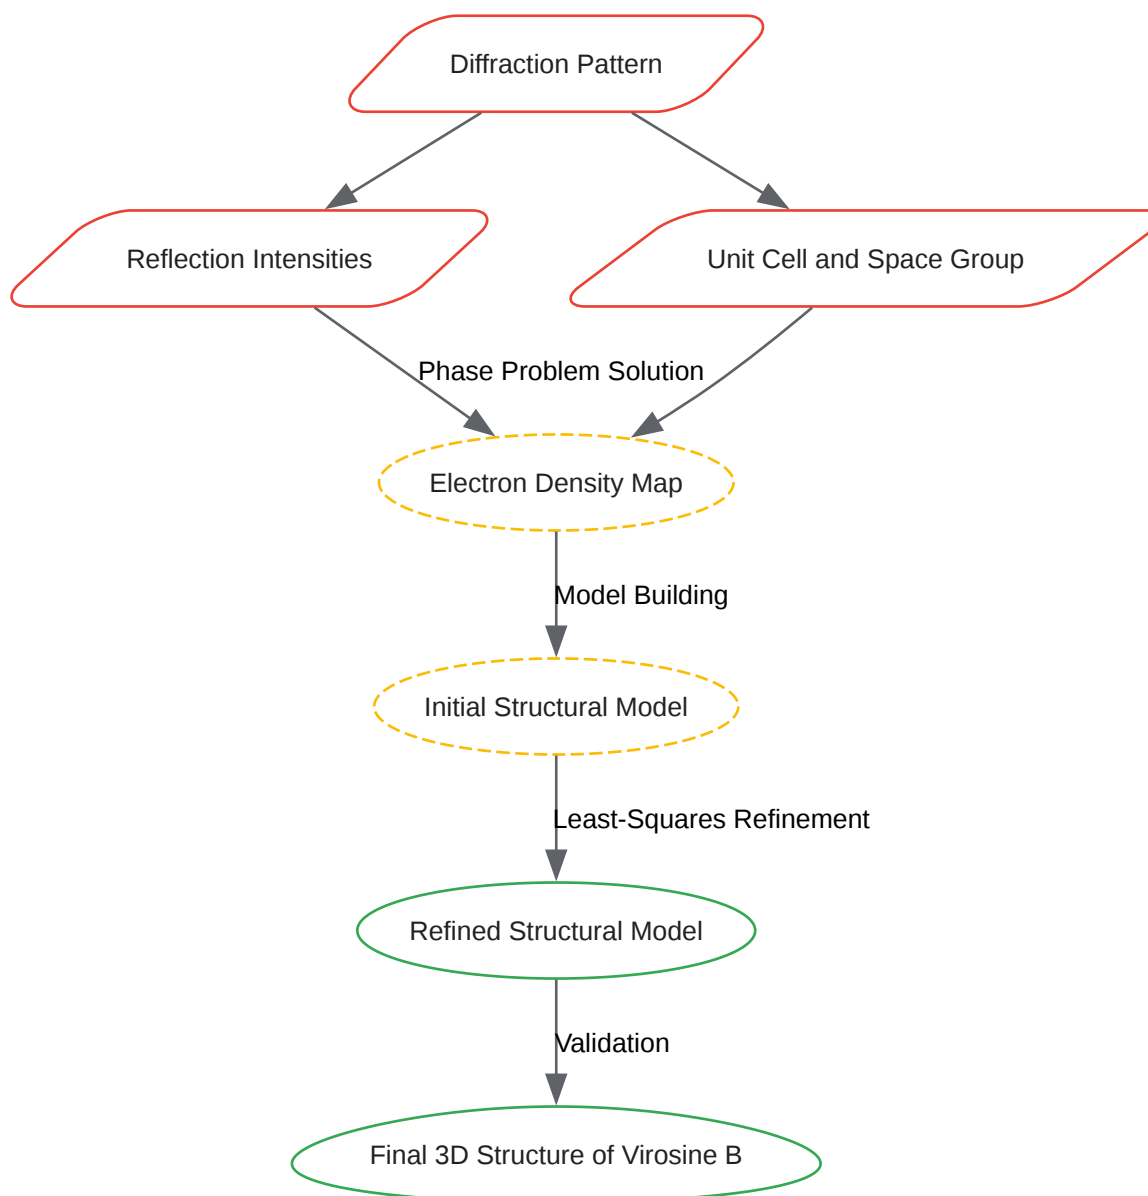 Diffraction Pattern
Reflection Intensities
Unit Cell and Space Group
Phase Problem Solution
Electron Density Map
Model Building
Initial Structural Model
Least-Squares Refinement
Refined Structural Model
Validation
Final 3D Structure of Virosine B